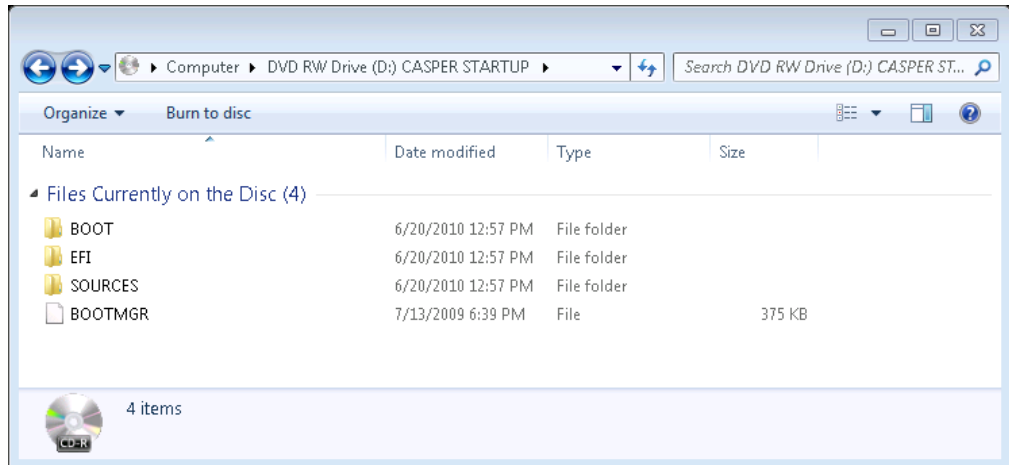 Computer DVD RW Drive (D:) CASPER STARTUP Search DVD RW Drive (D:) CASPER ST...
Organize Burn to disc
Name Date modified Type Size
Files Currently on the Disc (4)
BOOT 6/20/2010 12:57 PM File folder
EFI 6/20/2010 12:57 PM File folder
SOURCES 6/20/2010 12:57 PM File folder
BOOTMGR 7/13/2009 6:39 PM File 375 KB
4 items
CD-R